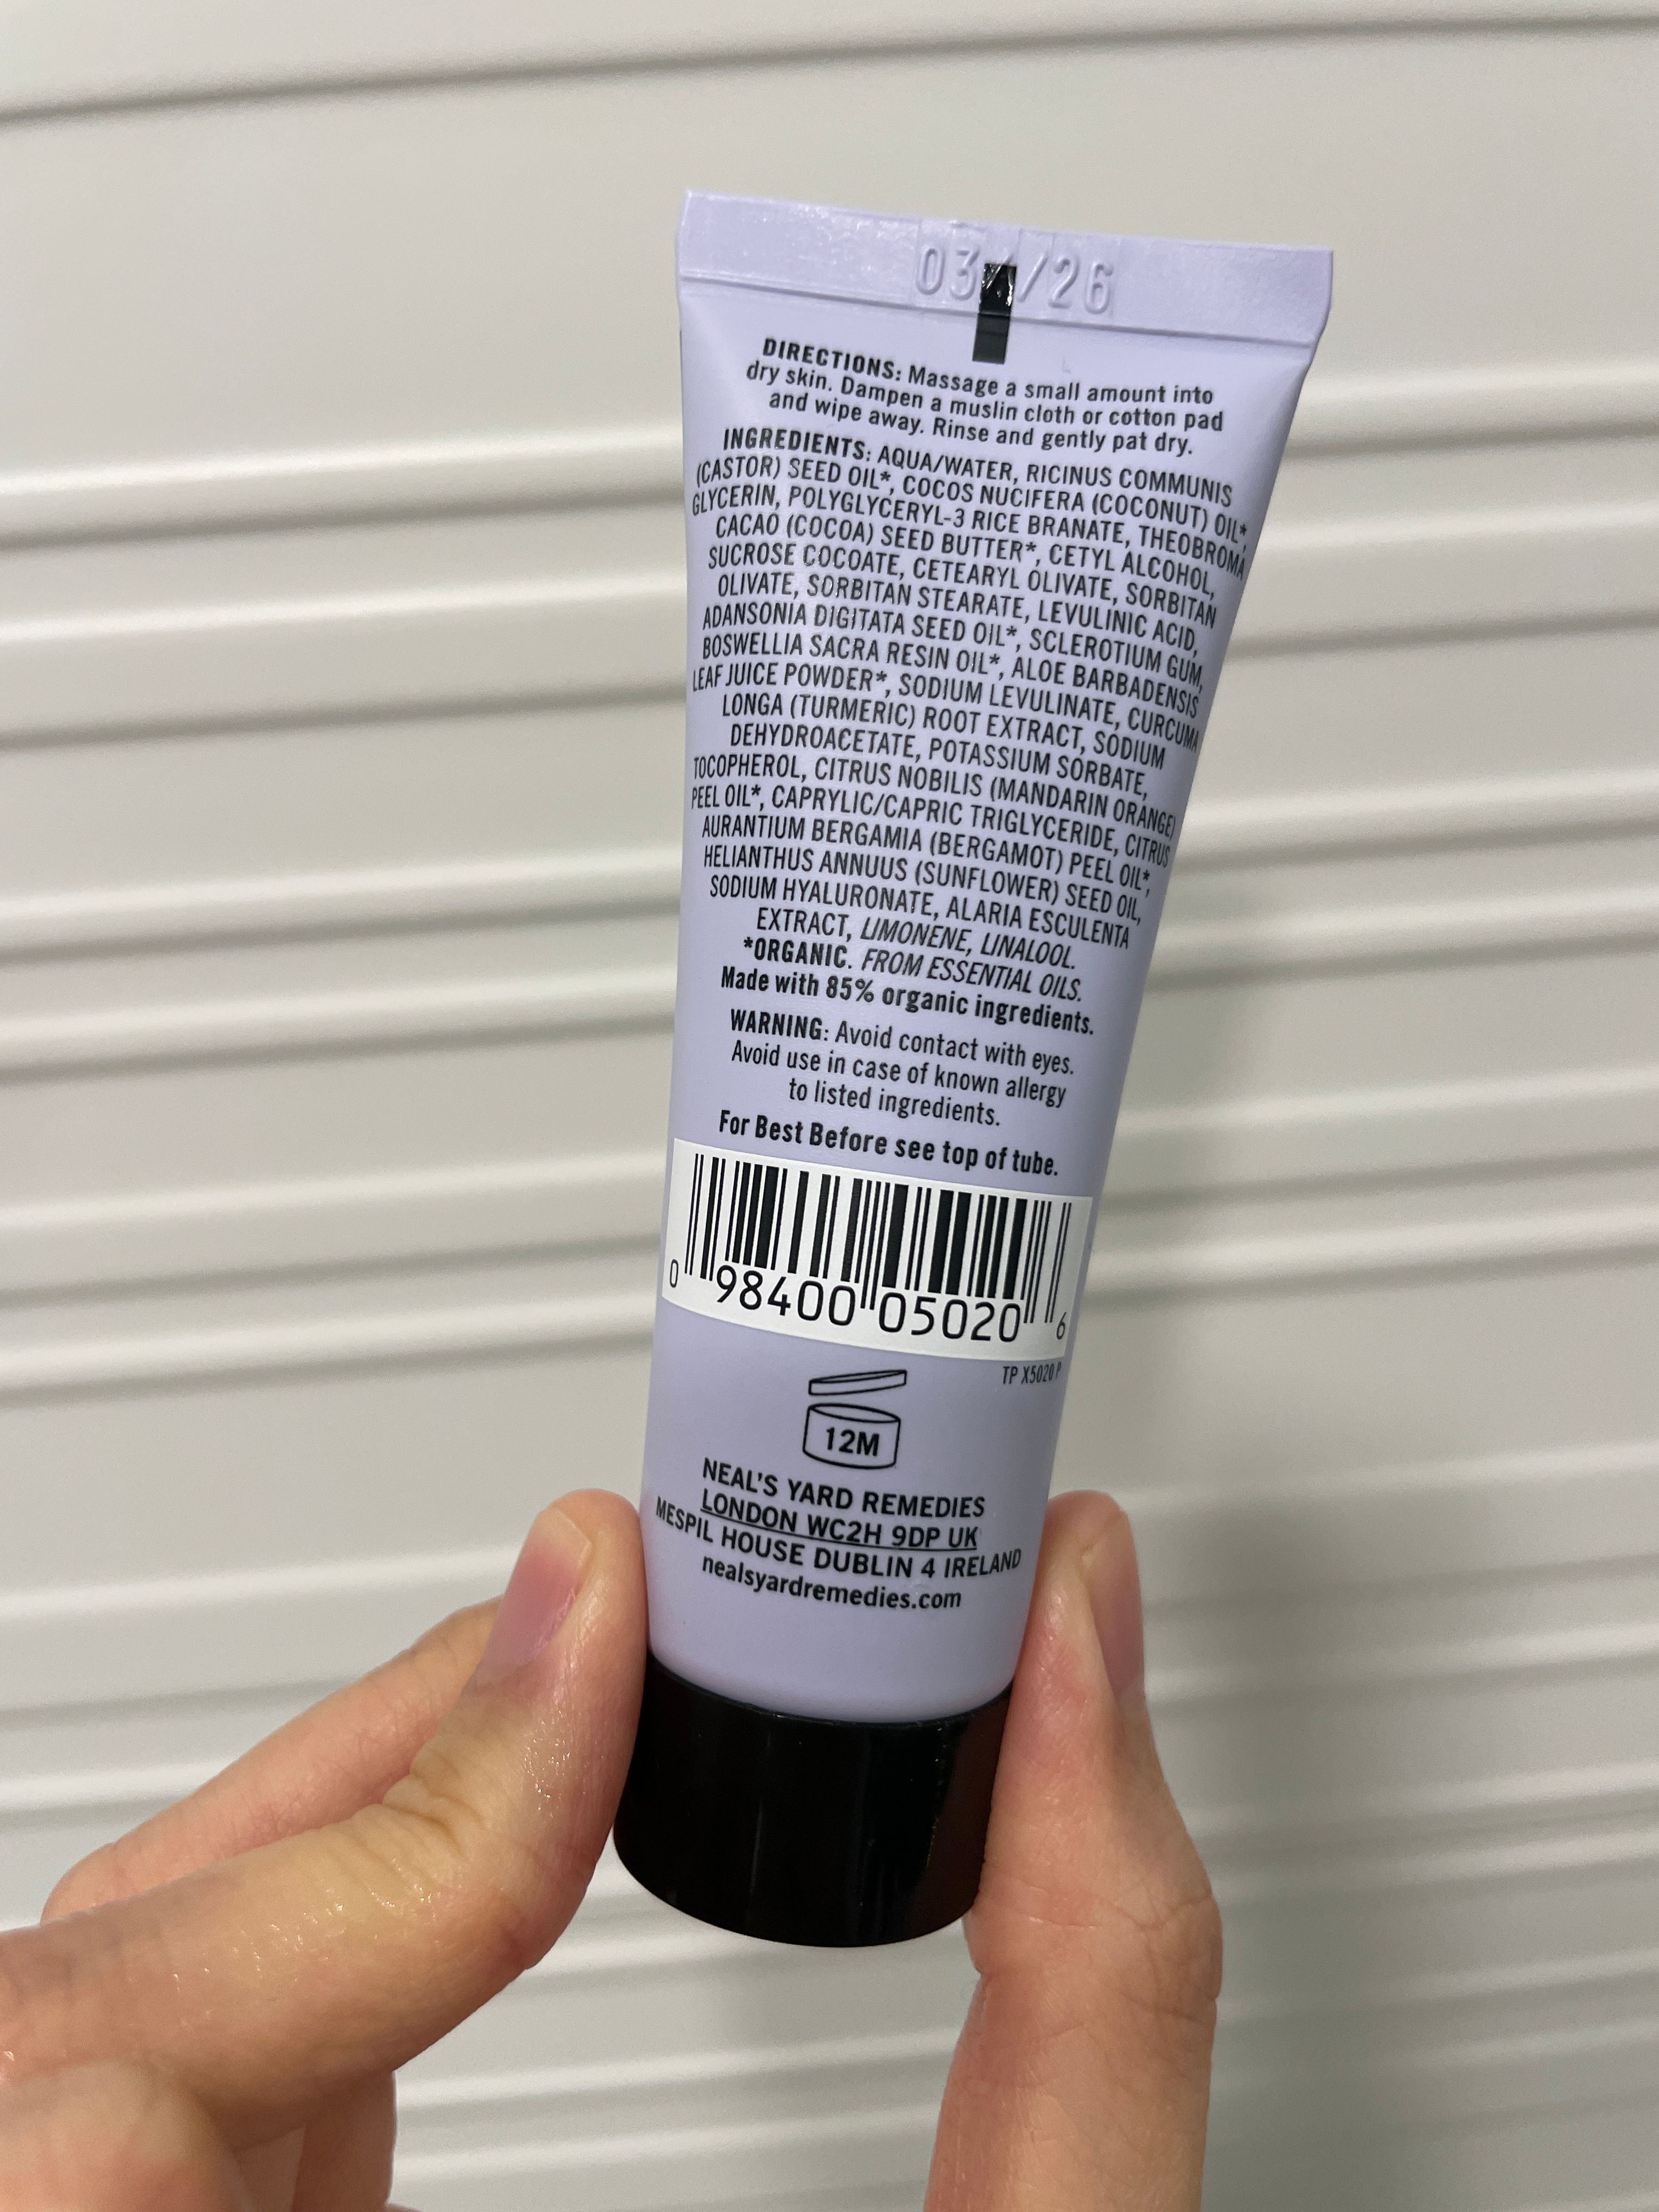 03/26
DIRECTIONS: Massage a small amount into
dry skin. Dampen a muslin cloth or cotton pad
and wipe away. Rinse and gently pat dry.
INGREDIENTS: AQUA/WATER, RICINUS COMMUNIS
(CASTOR) SEED OIL*, COCOS NUCIFERA (COCONUT) OIL*,
GLYCERIN, POLYGLYCERYL-3 RICE BRANATE, THEOBROMA
CACAO (COCOA) SEED BUTTER*, CETYL ALCOHOL,
SUCROSE COCOATE, CETEARYL OLIVATE, SORBITAN
OLIVATE, SORBITAN STEARATE, LEVULINIC ACID,
ADANSONIA DIGITATA SEED OIL*, SCLEROTIUM GUM,
BOSWELLIA SACRA RESIN OIL*, ALOE BARBADENSIS
LEAF JUICE POWDER*, SODIUM LEVULINATE, CURCUMA
LONGA (TURMERIC) ROOT EXTRACT, SODIUM
DEHYDROACETATE, POTASSIUM SORBATE,
TOCOPHEROL, CITRUS NOBILIS (MANDARIN ORANGE)
PEEL OIL*, CAPRYLIC/CAPRIC TRIGLYCERIDE, CITRUS
AURANTIUM BERGAMIA (BERGAMOT) PEEL OIL*,
HELIANTHUS ANNUUS (SUNFLOWER) SEED OIL,
SODIUM HYALURONATE, ALARIA ESCULENTA
EXTRACT, LIMONENE, LINALOOL.
*ORGANIC. FROM ESSENTIAL OILS.
Made with 85% organic ingredients.
WARNING: Avoid contact with eyes.
Avoid use in case of known allergy
to listed ingredients.
For Best Before see top of tube.
0 98400 05020 6
TP X5020 P
12M
NEAL'S YARD REMEDIES
LONDON WC2H 9DP UK
MESPIL HOUSE DUBLIN 4 IRELAND
nealsyardremedies.com